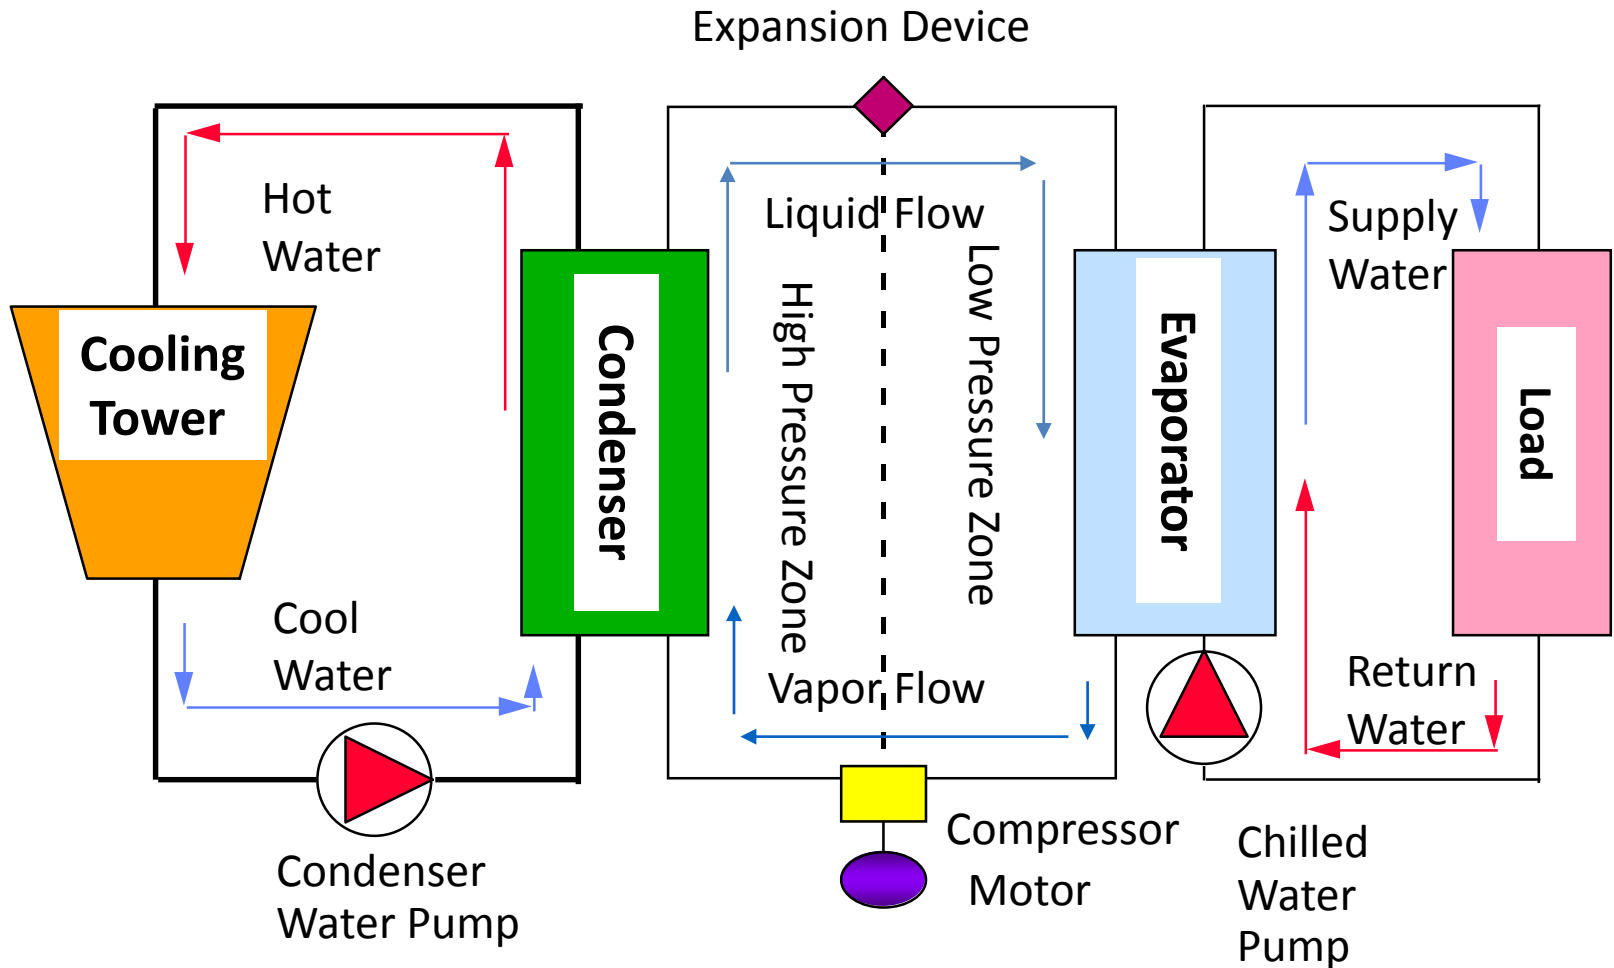 Expansion Device
Hot
Water
Liquid Flow
Supply
Water
Cooling
Tower
Condenser
High Pressure Zone
Low Pressure Zone
Evaporator
Load
Cool
Water
Vapor Flow
Return
Water
Compressor
Motor
Condenser
Water Pump
Chilled
Water
Pump